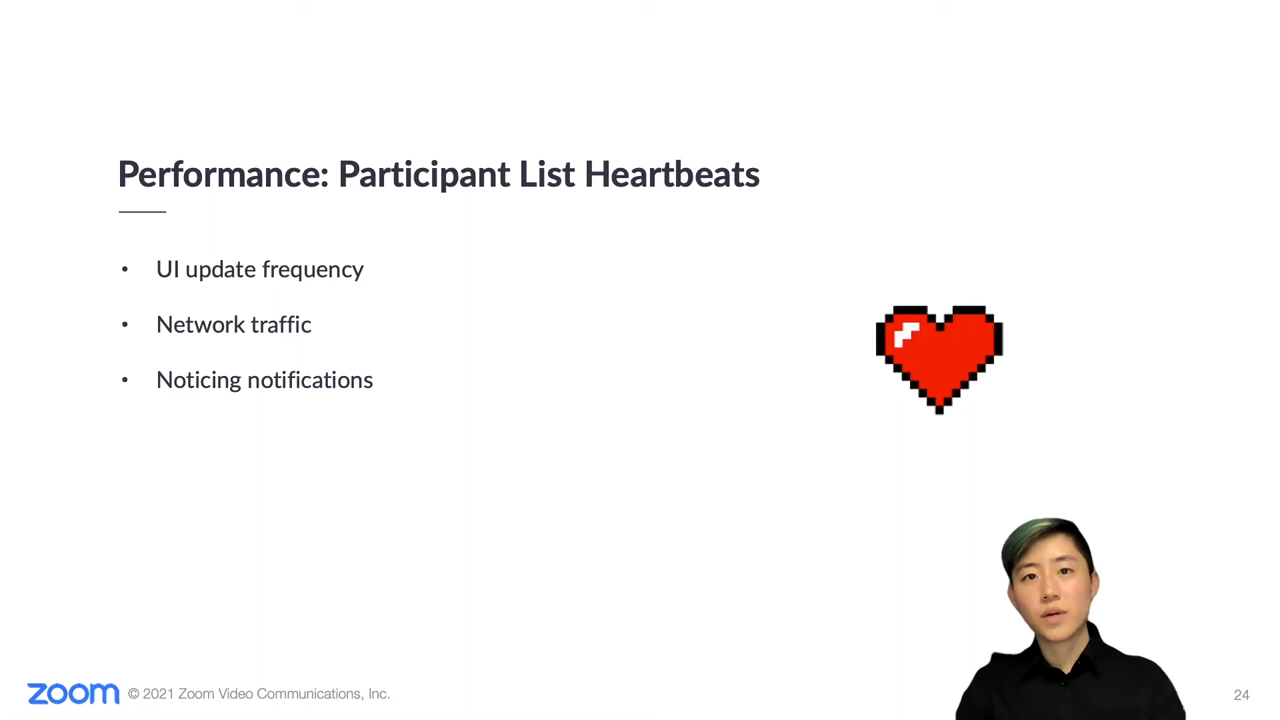 Performance: Participant List Heartbeats
• UI update frequency
• Network traffic
• Noticing notifications
zoom © 2021 Zoom Video Communications, Inc.
24